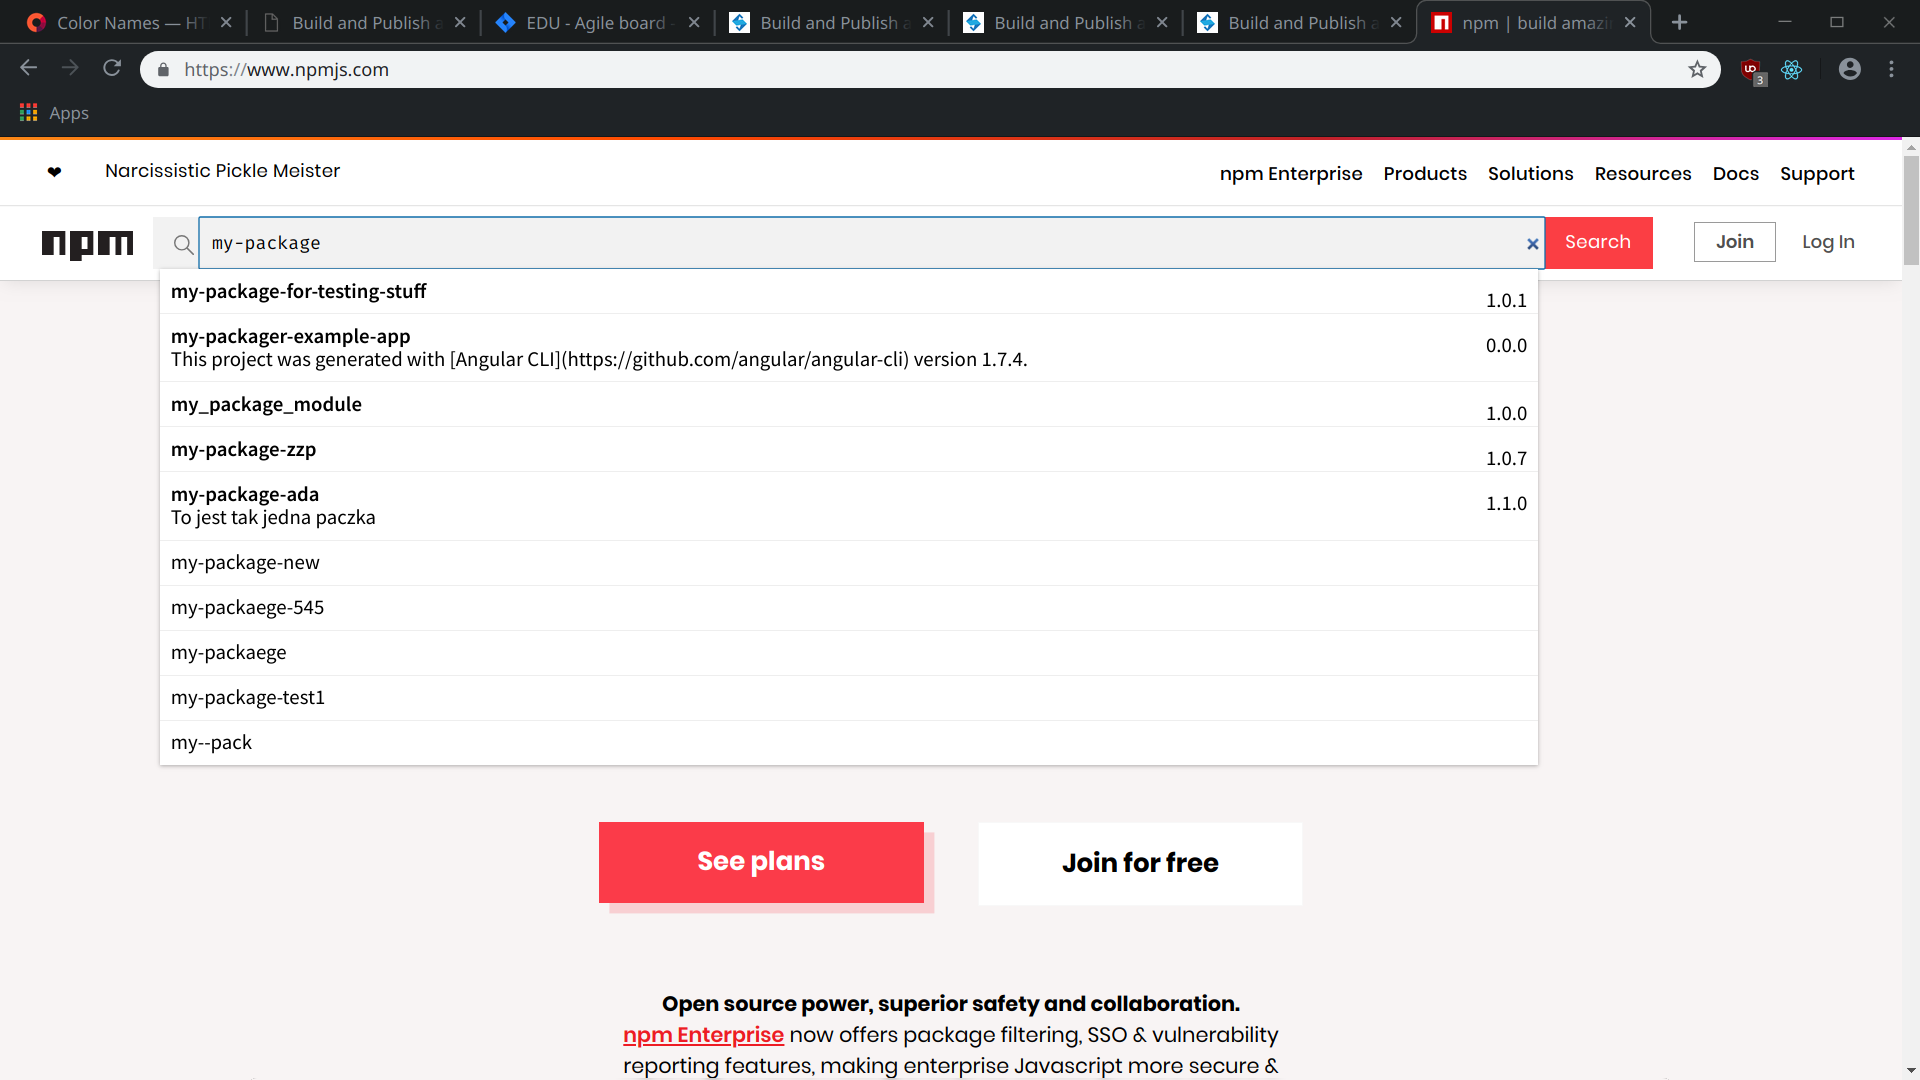 Color Names — HT
Build and Publish a
EDU - Agile board -
Build and Publish a
Build and Publish a
Build and Publish a
npm | build amazi
https://www.npmjs.com
3
Apps
❤ Narcissistic Pickle Meister
npm Enterprise Products Solutions Resources Docs Support
npm my-package × Search Join Log In
my-package-for-testing-stuff 1.0.1
my-packager-example-app 0.0.0
This project was generated with [Angular CLI](https://github.com/angular/angular-cli) version 1.7.4.
my_package_module 1.0.0
my-package-zzp 1.0.7
my-package-ada 1.1.0
To jest tak jedna paczka
my-package-new
my-packaege-545
my-packaege
my-package-test1
my--pack
See plans Join for free
Open source power, superior safety and collaboration.
npm Enterprise now offers package filtering, SSO & vulnerability
reporting features, making enterprise Javascript more secure &